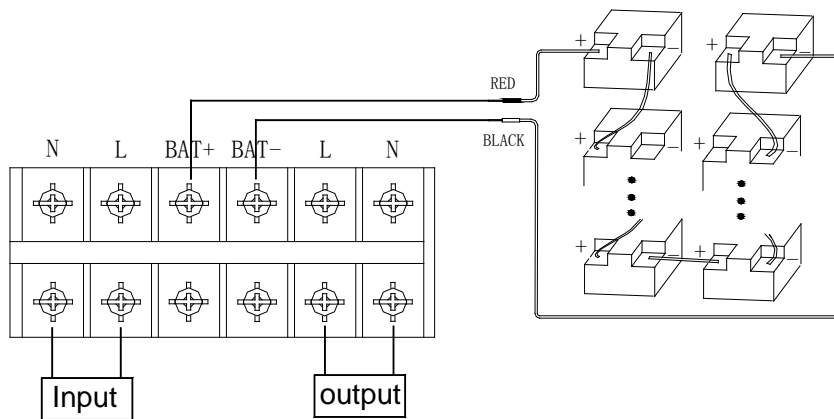 RED
BLACK
N L BAT+ BAT- L N
+ - + -
+ - + -
+ - + -
Input output